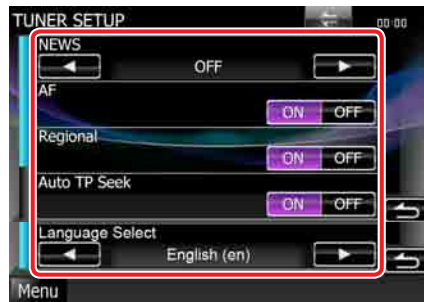 TUNER SETUP 00:00
NEWS
OFF
AF
ON OFF
Regional
ON OFF
Auto TP Seek
ON OFF
Language Select
English (en)
Menu